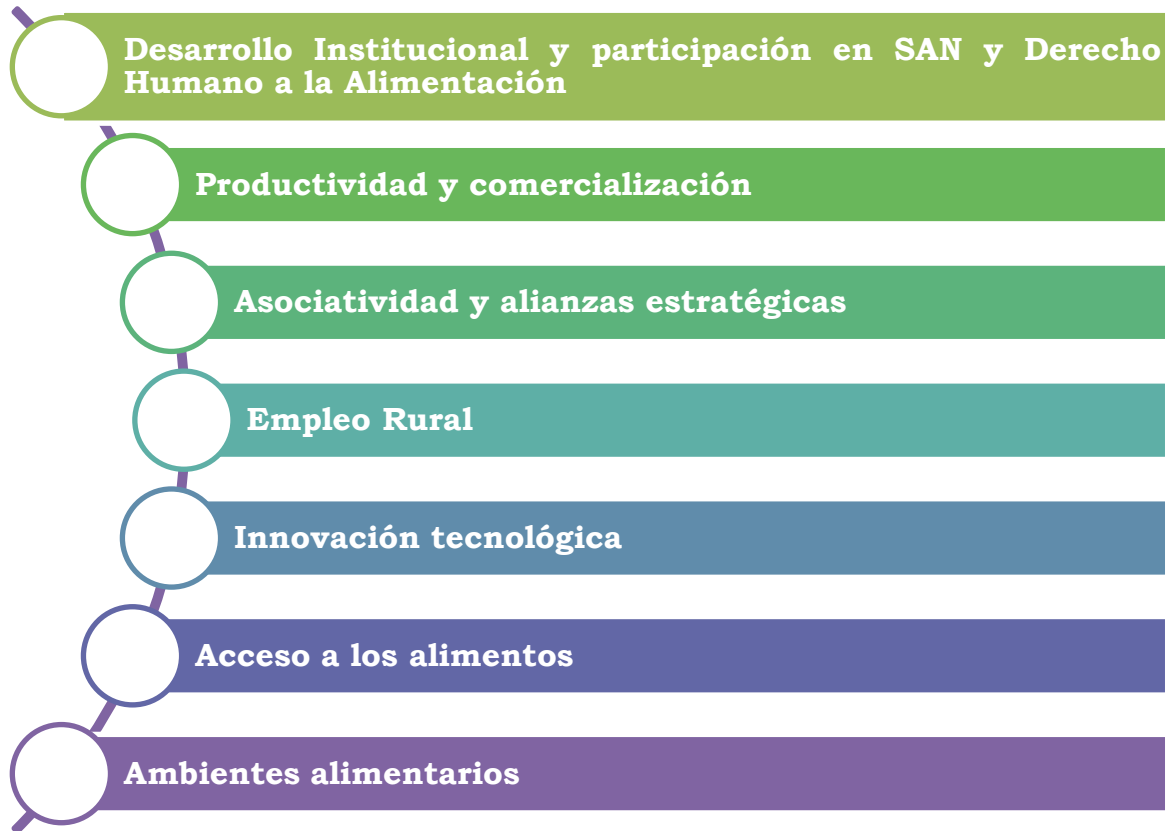 Desarrollo Institucional y participación en SAN y Derecho
Humano a la Alimentación
Productividad y comercialización
Asociatividad y alianzas estratégicas
Empleo Rural
Innovación tecnológica
Acceso a los alimentos
Ambientes alimentarios